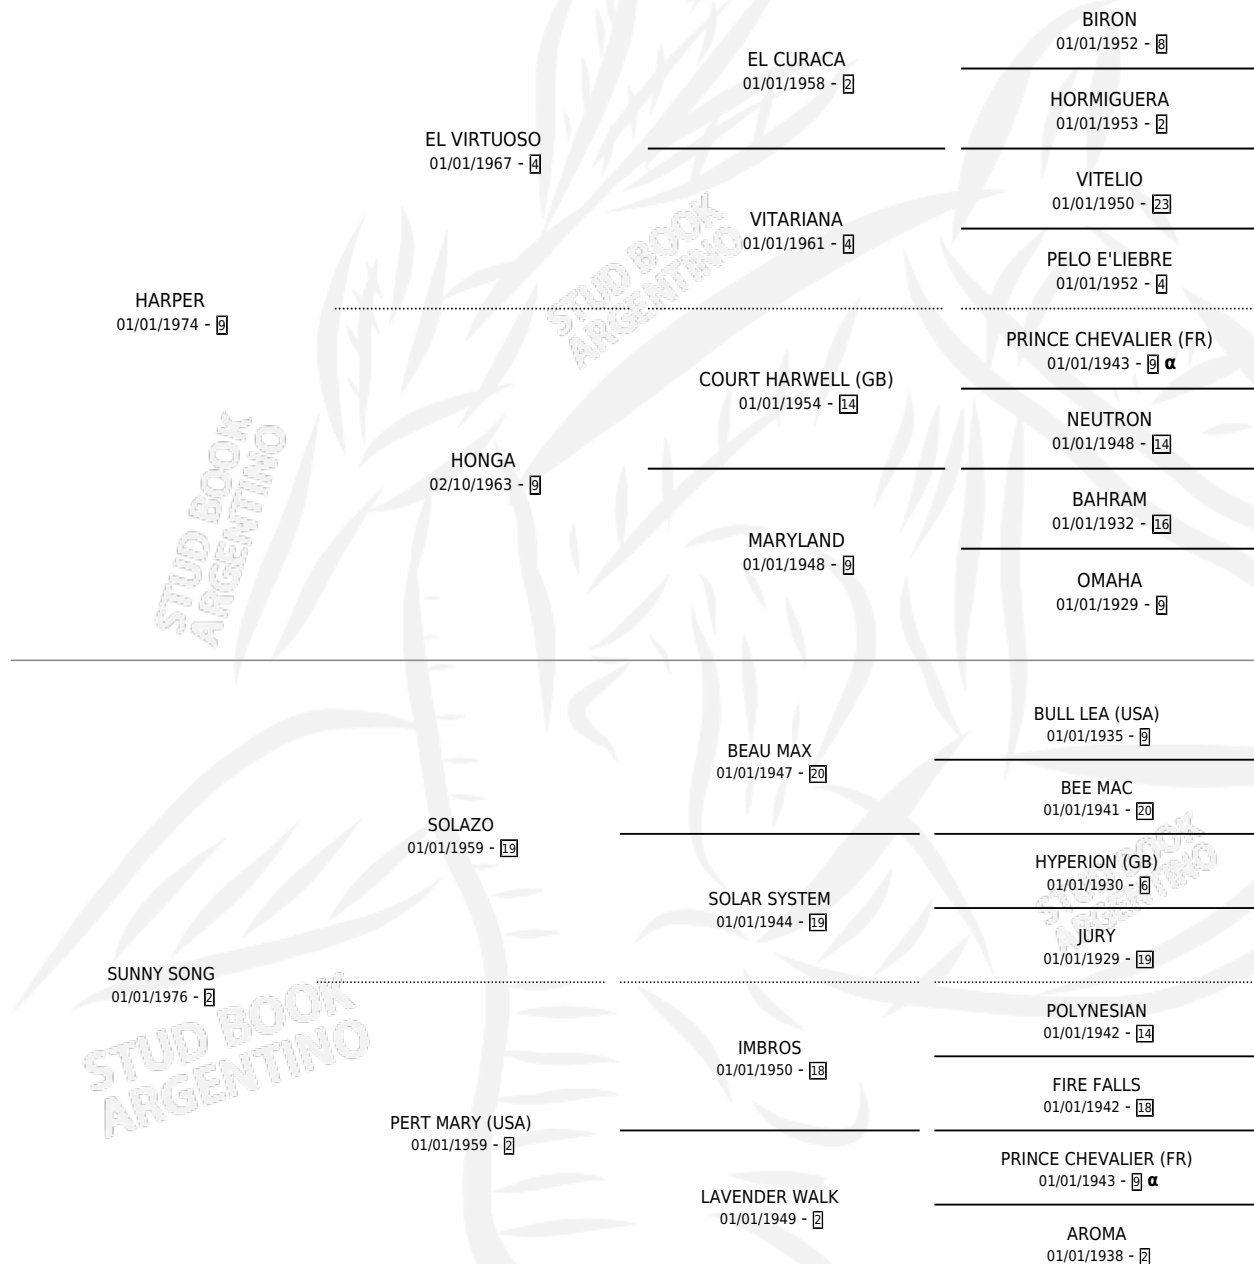 BIRON
01/01/1952 - 8
EL CURACA
01/01/1958 - 2
HORMIGUERA
01/01/1953 - 2
EL VIRTUOSO
01/01/1967 - 4
VITELIO
01/01/1950 - 23
VITARIANA
01/01/1961 - 4
PELO E'LIEBRE
01/01/1952 - 4
HARPER
01/01/1974 - 9
PRINCE CHEVALIER (FR)
01/01/1943 - 9 α
COURT HARWELL (GB)
01/01/1954 - 14
NEUTRON
01/01/1948 - 14
HONGA
02/10/1963 - 9
BAHRAM
01/01/1932 - 16
MARYLAND
01/01/1948 - 9
OMAHA
01/01/1929 - 9
BULL LEA (USA)
01/01/1935 - 9
BEAU MAX
01/01/1947 - 20
BEE MAC
01/01/1941 - 20
SOLAZO
01/01/1959 - 19
HYPERION (GB)
01/01/1930 - 6
SOLAR SYSTEM
01/01/1944 - 19
JURY
01/01/1929 - 19
SUNNY SONG
01/01/1976 - 2
POLYNESIAN
01/01/1942 - 14
IMBROS
01/01/1950 - 18
FIRE FALLS
01/01/1942 - 18
PERT MARY (USA)
01/01/1959 - 2
PRINCE CHEVALIER (FR)
01/01/1943 - 9 α
LAVENDER WALK
01/01/1949 - 2
AROMA
01/01/1938 - 2
STUD BOOK
ARGENTINO
STUD BOOK
ARGENTINO
STUD BOOK
ARGENTINO
STUD BOOK
ARGENTINO